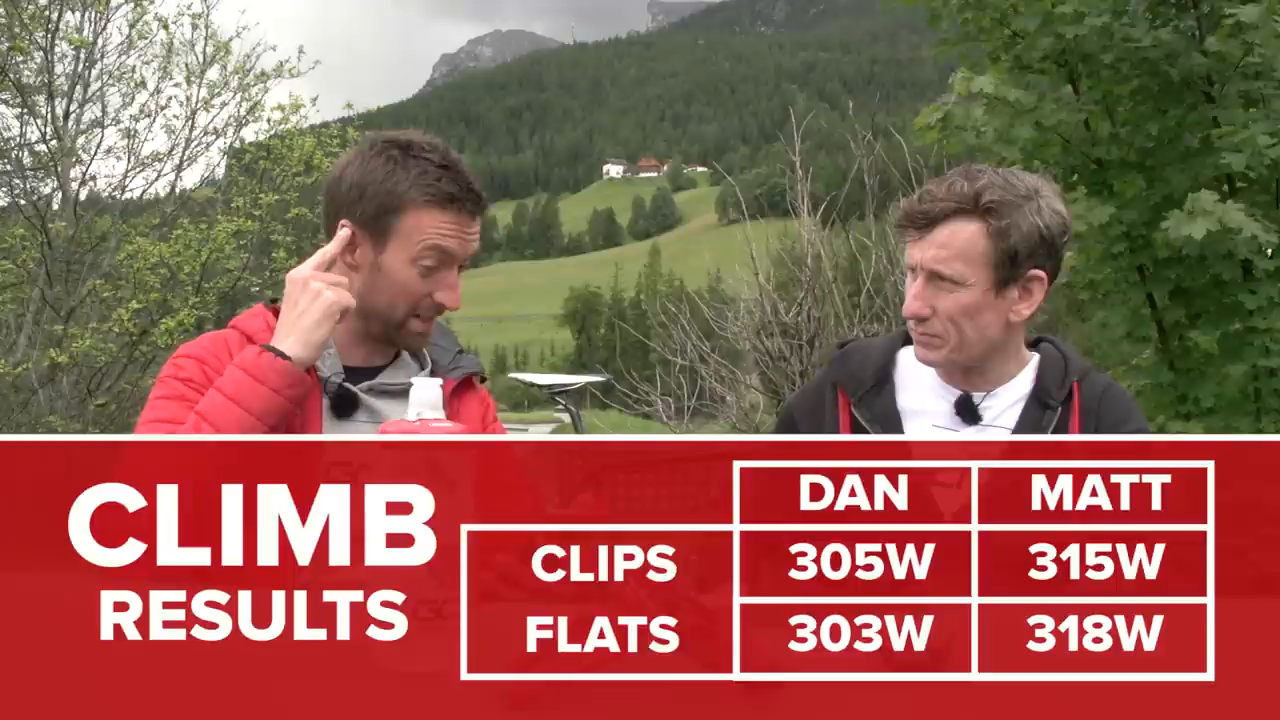 CLIMB
RESULTS
DAN MATT
CLIPS 305W 315W
FLATS 303W 318W